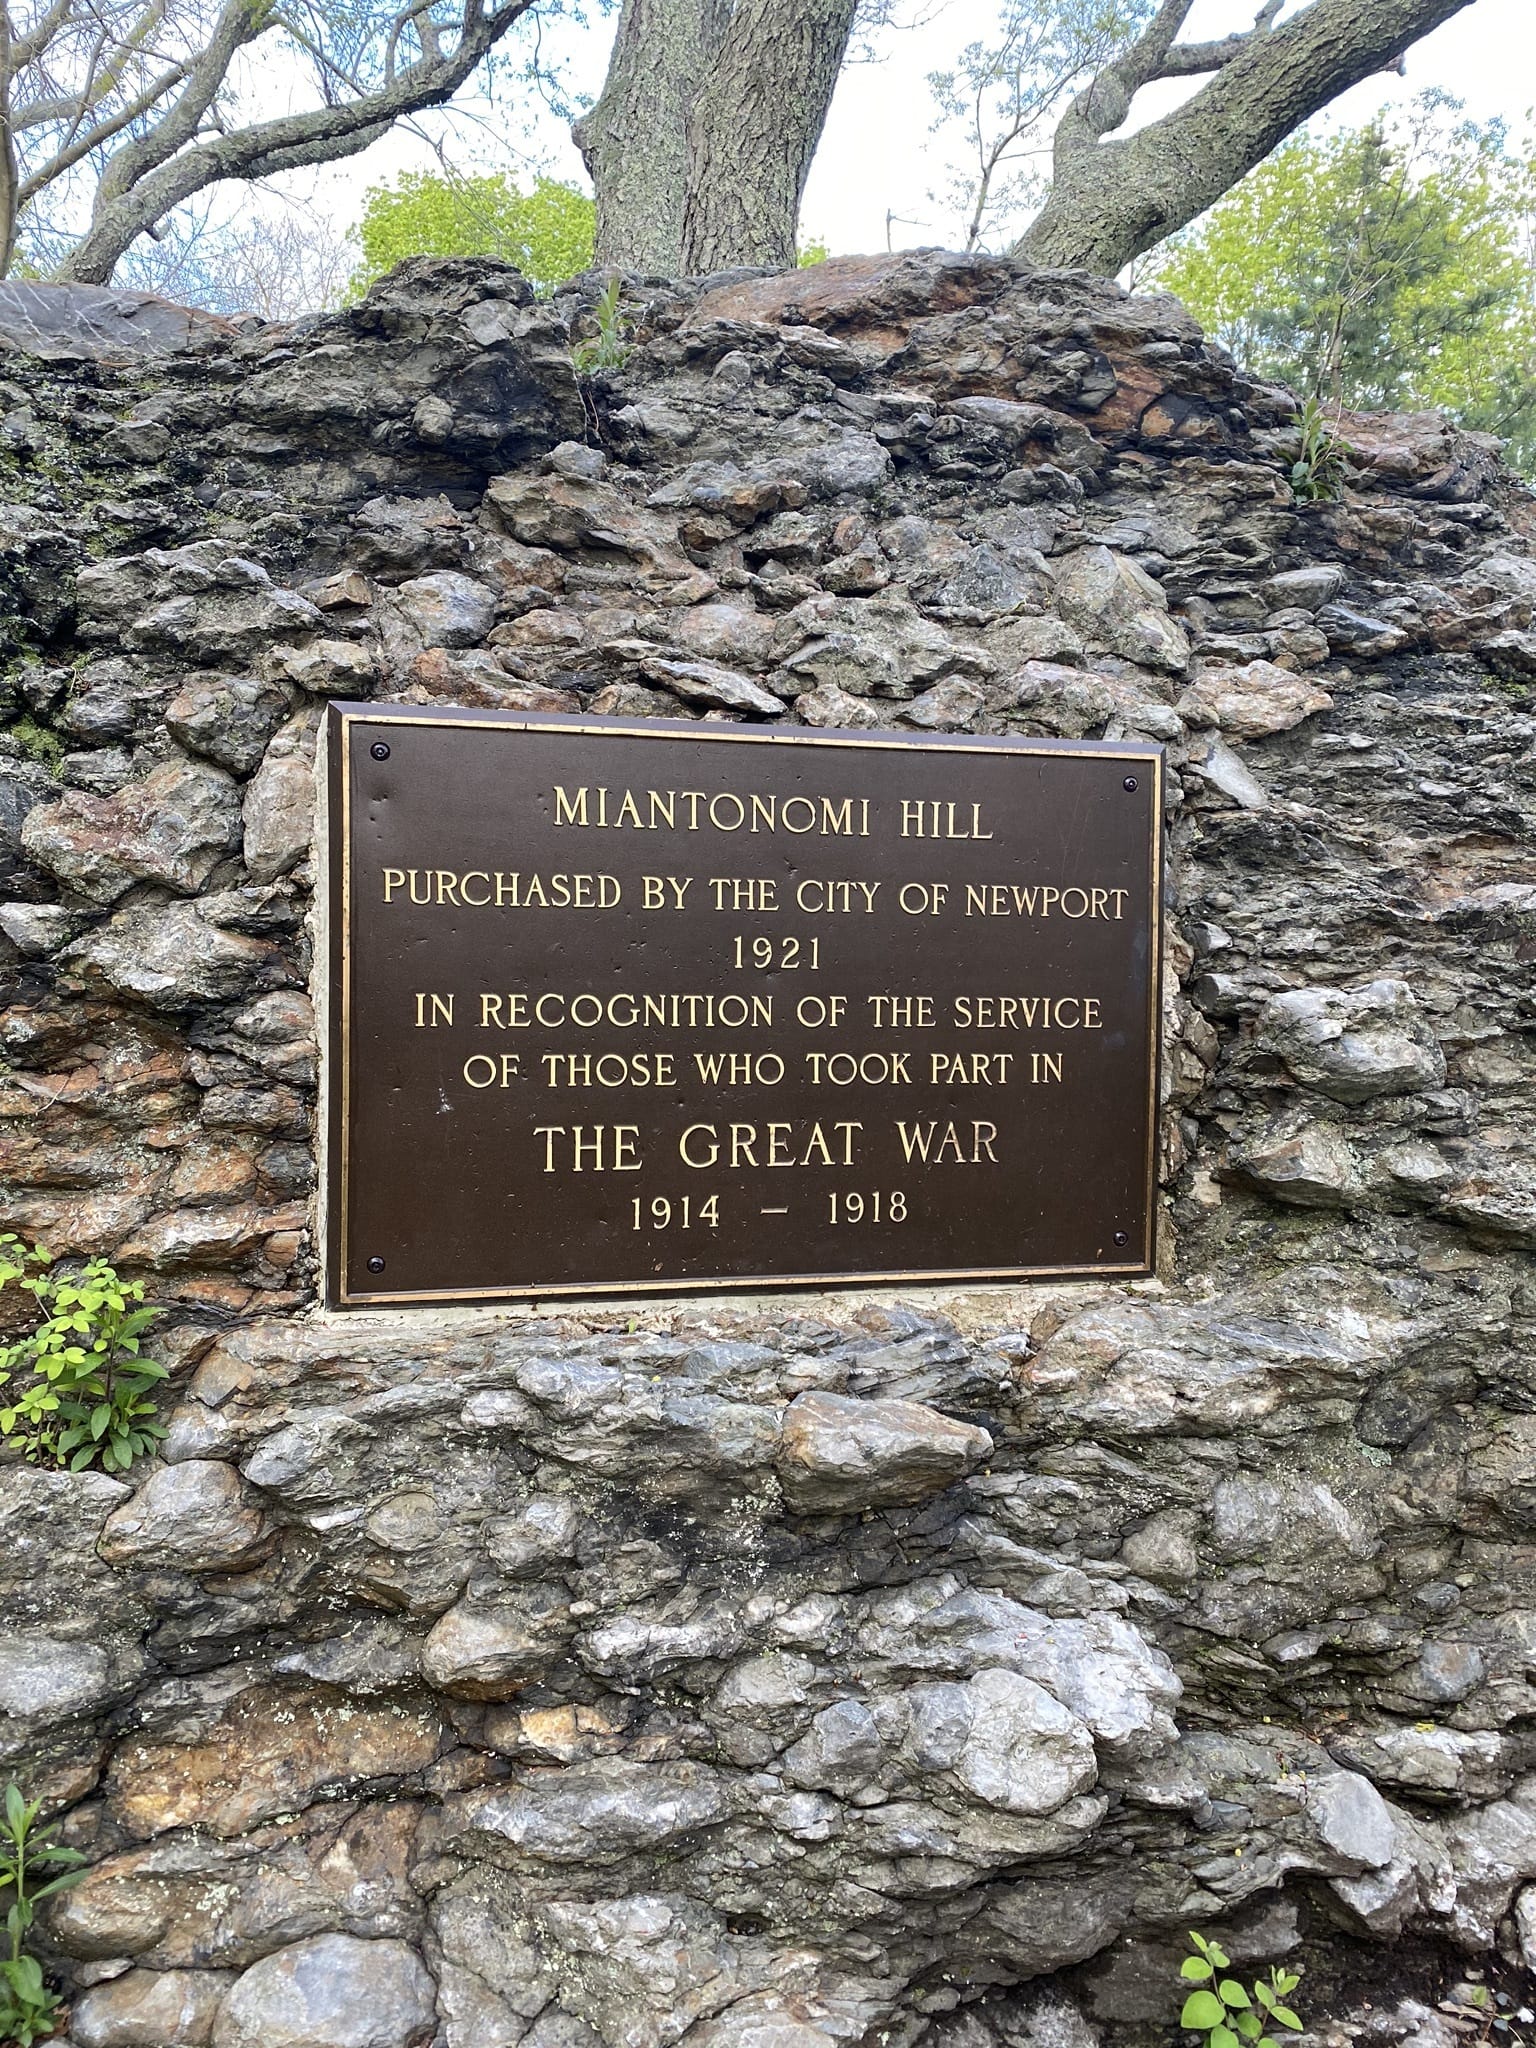 MIANTONOMI HILL
PURCHASED BY THE CITY OF NEWPORT
1921
IN RECOGNITION OF THE SERVICE
OF THOSE WHO TOOK PART IN
THE GREAT WAR
1914 – 1918